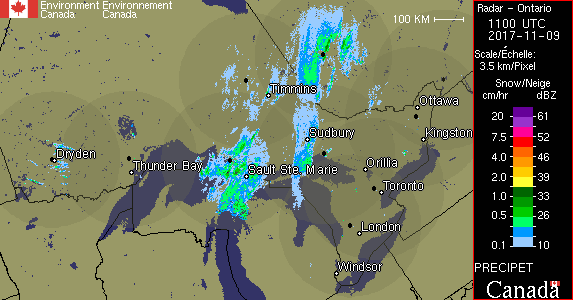 Environment Environnement
Canada Canada
100 KM
Timmins
Ottawa
Sudbury
Kingston
Dryden
Thunder Bay
Sault Ste. Marie
Orillia
Toronto
London
Windsor
Radar - Ontario
1100 UTC
2017-11-09
Scale/Échelle:
3.5 km/Pixel
Snow/Neige
cm/hr dBZ
20 61
7.5 52
4.0 46
2.0 39
1.0 33
0.5 26
0.1 10
PRECIPET
Canada